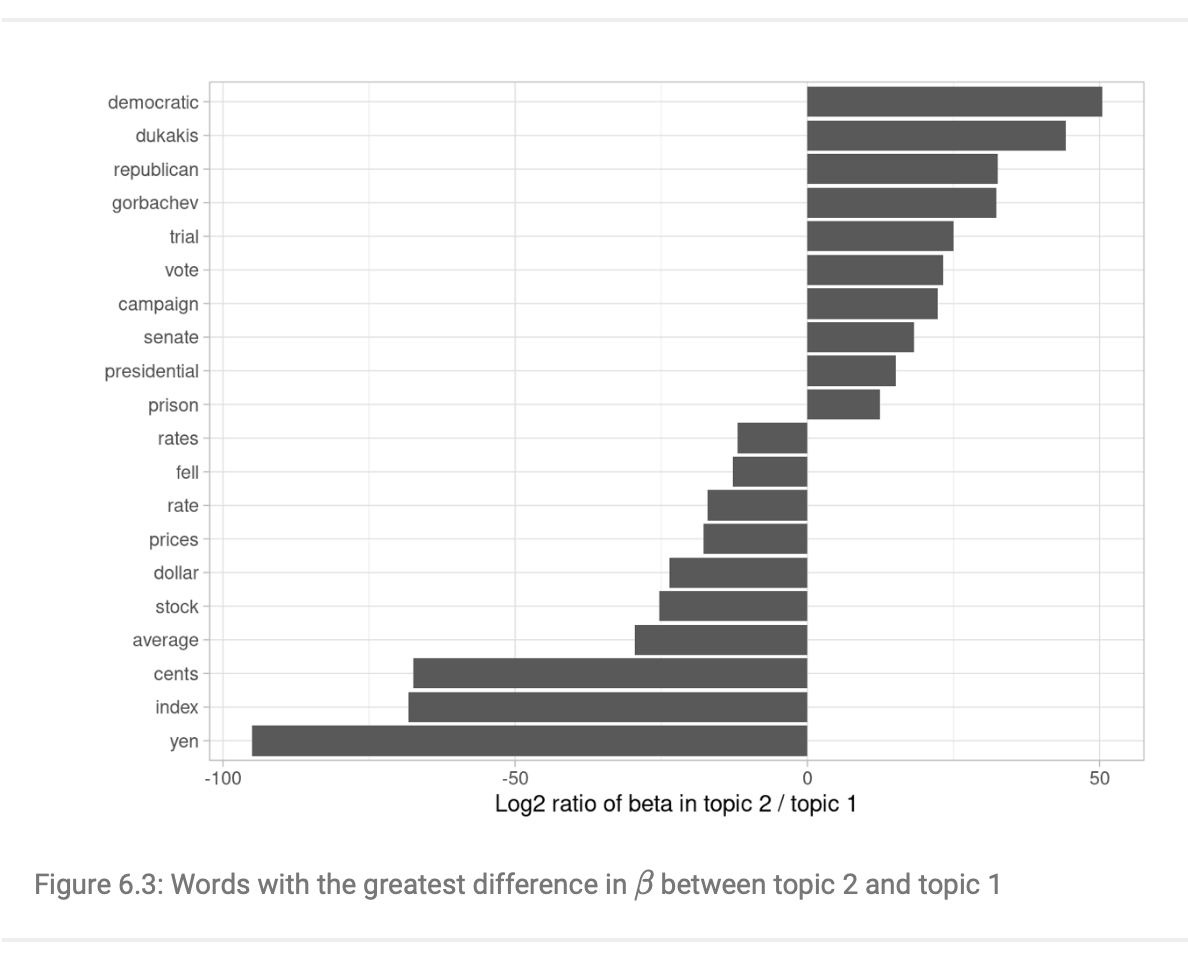 democratic
dukakis
republican
gorbachev
trial
vote
campaign
senate
presidential
prison
rates
fell
rate
prices
dollar
stock
average
cents
index
yen
-100 -50 0 50
Log2 ratio of beta in topic 2 / topic 1
Figure 6.3: Words with the greatest difference in β between topic 2 and topic 1